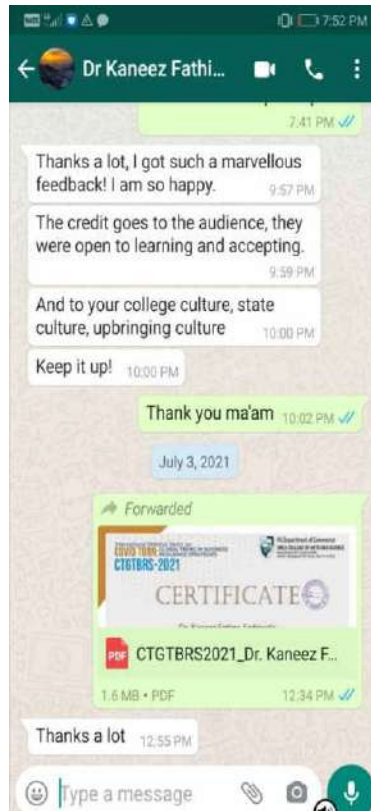 7:52 PM
Dr Kaneez Fathi...
7:41 PM
Thanks a lot, I got such a marvellous
feedback! I am so happy.
9:57 PM
The credit goes to the audience, they
were open to learning and accepting.
9:59 PM
And to your college culture, state
culture, upbringing culture
10:00 PM
Keep it up!
10:00 PM
Thank you ma'am
10:02 PM
July 3, 2021
Forwarded
CTGTBRS-2021
CERTIFICATE
PDF
CTGTBRS2021_Dr. Kaneez F...
1.6 MB • PDF
12:34 PM
Thanks a lot
12:55 PM
Type a message